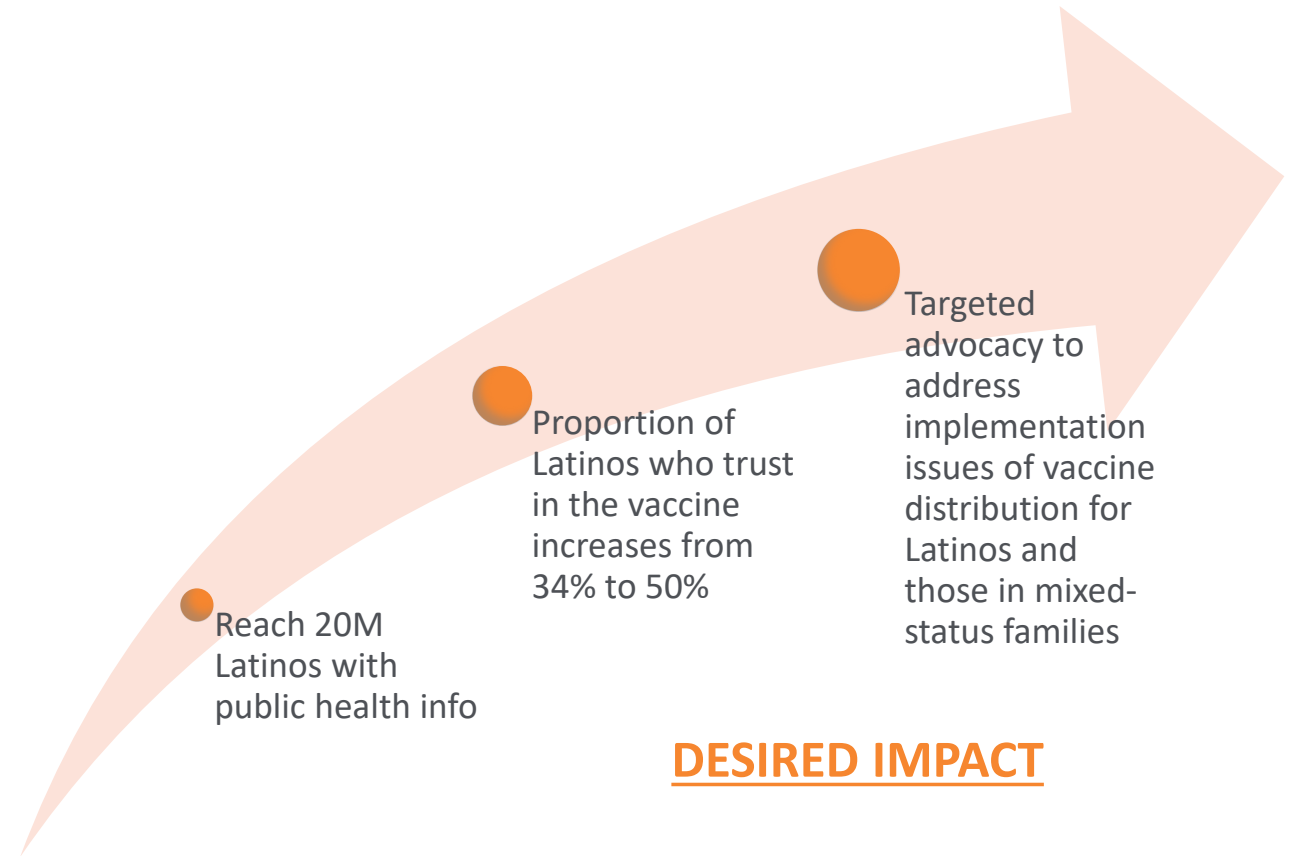 Reach 20M
Latinos with
public health info
Proportion of
Latinos who trust
in the vaccine
increases from
34% to 50%
Targeted
advocacy to
address
implementation
issues of vaccine
distribution for
Latinos and
those in mixed-
status families
DESIRED IMPACT